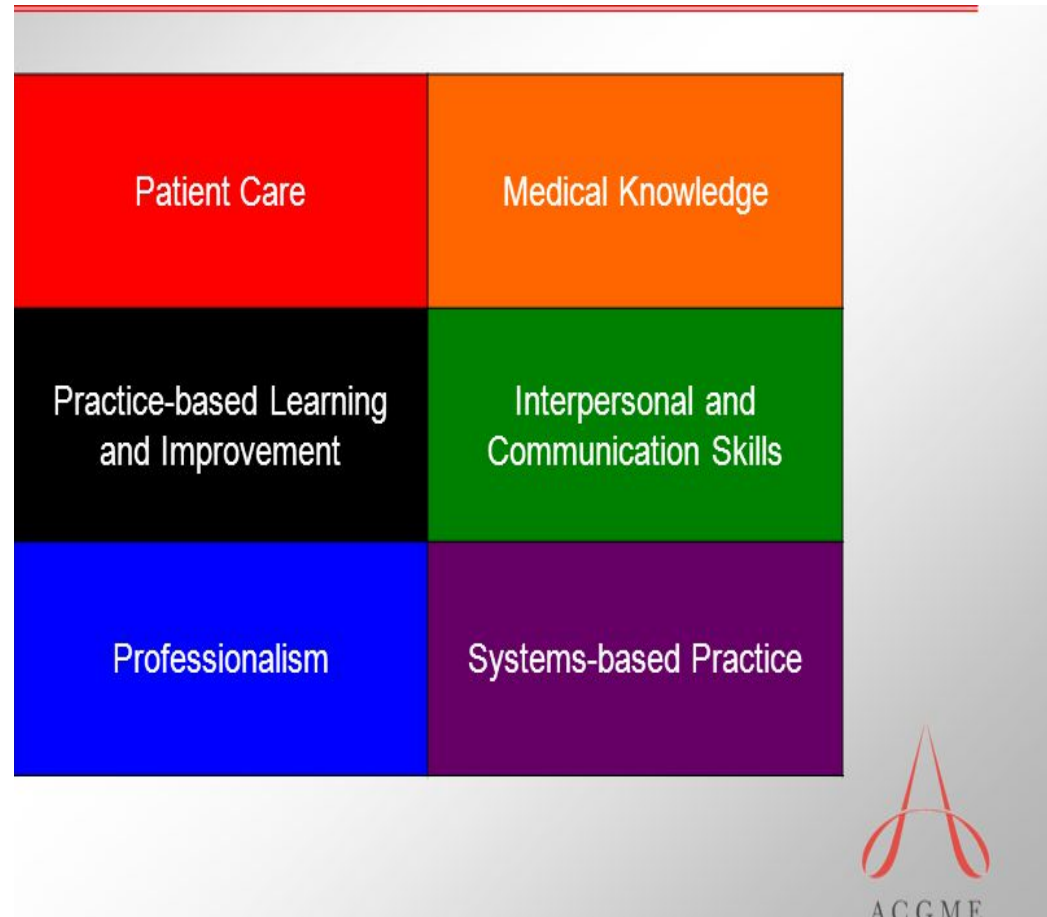 Patient Care
Medical Knowledge
Practice-based Learning
and Improvement
Interpersonal and
Communication Skills
Professionalism
Systems-based Practice
ACGME